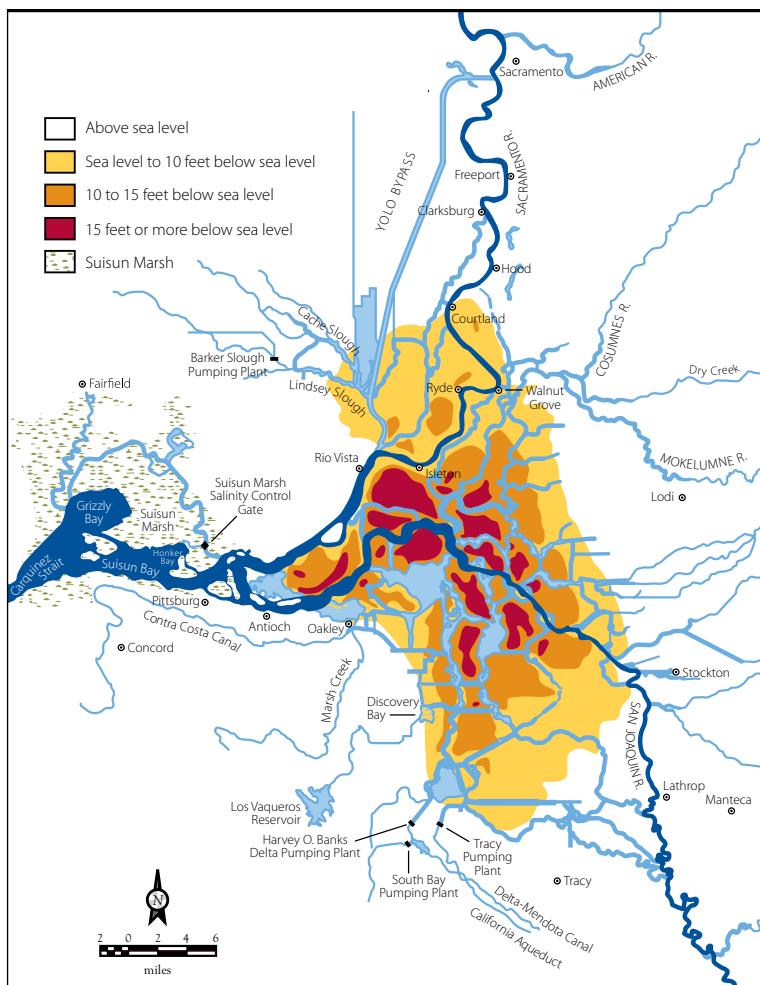 Sacramento
AMERICAN R.
Above sea level
Sea level to 10 feet below sea level
10 to 15 feet below sea level
15 feet or more below sea level
Suisun Marsh
YOLO BYPASS
Freeport
SACRAMENTO R.
Clarksburg
Hood
Courtland
Cache Slough
COSUMNES R.
Barker Slough
Pumping Plant
Lindsey Slough
Fairfield
Ryde
Walnut
Grove
Dry Creek
Rio Vista
Isleton
MOKELUMNE R.
Lodi
Suisun Marsh
Salinity Control
Gate
Grizzly
Bay
Suisun
Marsh
Honker
Bay
Suisun Bay
Carquinez
Strait
Pittsburg
Antioch
Oakley
Contra Costa Canal
Concord
Marsh Creek
Stockton
Discovery
Bay
SAN JOAQUIN R.
Lathrop
Manteca
Los Vaqueros
Reservoir
Harvey O. Banks
Delta Pumping Plant
Tracy
Pumping
Plant
South Bay
Pumping Plant
Tracy
Delta-Mendota Canal
California Aqueduct
N
2 0 2 4 6
miles